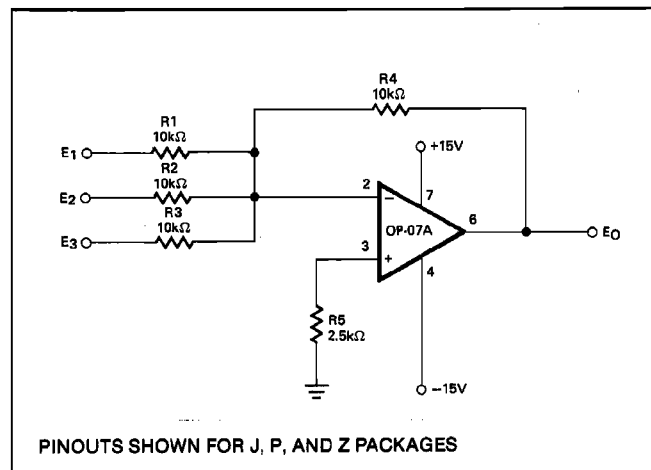 R4
10kΩ
R1
10kΩ
E1
+15V
R2
10kΩ
E2
2
−
7
R3
10kΩ
OP-07A
6
E3
EO
3
+
4
R5
2.5kΩ
−15V
PINOUTS SHOWN FOR J, P, AND Z PACKAGES